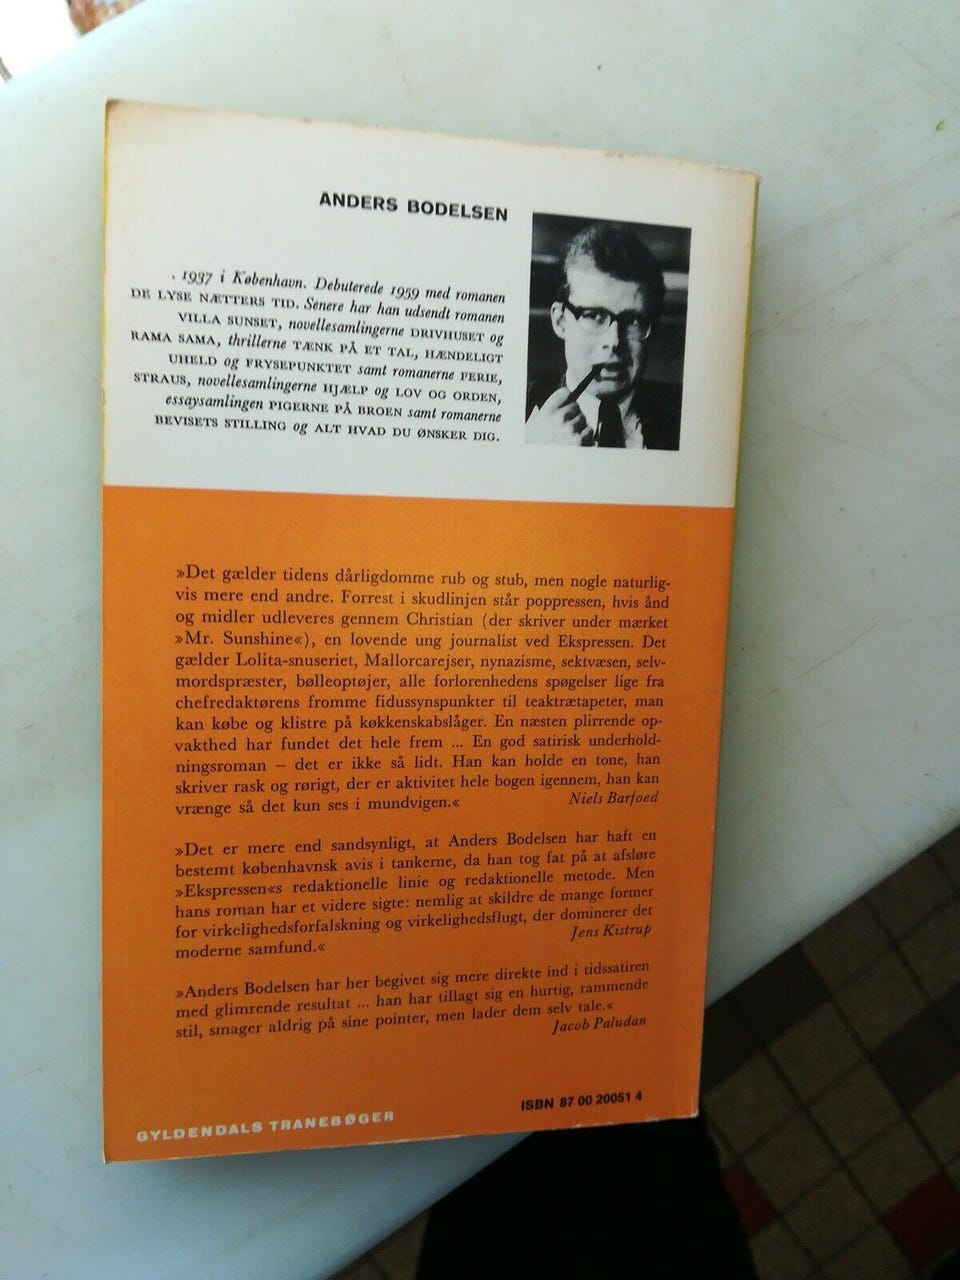 ANDERS BODELSEN
. 1937 i København. Debuterede 1959 med romanen
DE LYSE NÆTTERS TID. Senere har han udsendt romanen
VILLA SUNSET, novellesamlingerne DRIVHUSET og
RAMA SAMA, thrillerne TÆNK PÅ ET TAL, HÆNDELIGT
UHELD og FRYSEPUNKTET samt romanerne FERIE,
STRAUS, novellesamlingerne HJÆLP og LOV OG ORDEN,
essaysamlingen PIGERNE PÅ BROEN samt romanerne
BEVISETS STILLING og ALT HVAD DU ØNSKER DIG.
»Det gælder tidens dårligdomme rub og stub, men nogle naturlig-
vis mere end andre. Forrest i skudlinjen står poppressen, hvis ånd
og midler udleveres gennem Christian (der skriver under mærket
»Mr. Sunshine«), en lovende ung journalist ved Ekspressen. Det
gælder Lolita-snuseriet, Mallorcarejser, nynazisme, sektvæsen, selv-
mordspræster, bølleoptøjer, alle forlorenhedens spøgelser lige fra
chefredaktørens fromme fidussynspunkter til teaktrætapeter, man
kan købe og klistre på køkkenskabslåger. En næsten plirrende op-
vakthed har fundet det hele frem ... En god satirisk underhold-
ningsroman – det er ikke så lidt. Han kan holde en tone, han
skriver rask og rørigt, der er aktivitet hele bogen igennem, han kan
vrænge så det kun ses i mundvigen.« Niels Barfoed
»Det er mere end sandsynligt, at Anders Bodelsen har haft en
bestemt københavnsk avis i tankerne, da han tog fat på at afsløre
»Ekspressen«s redaktionelle linie og redaktionelle metode. Men
hans roman har et videre sigte: nemlig at skildre de mange former
for virkelighedsforfalskning og virkelighedsflugt, der dominerer det
moderne samfund.« Jens Kistrup
»Anders Bodelsen har her begivet sig mere direkte ind i tidssatiren
med glimrende resultat ... han har tillagt sig en hurtig, rammende
stil, smager aldrig på sine pointer, men lader dem selv tale.«
Jacob Paludan
ISBN 87 00 20051 4
GYLDENDALS TRANEBØGER